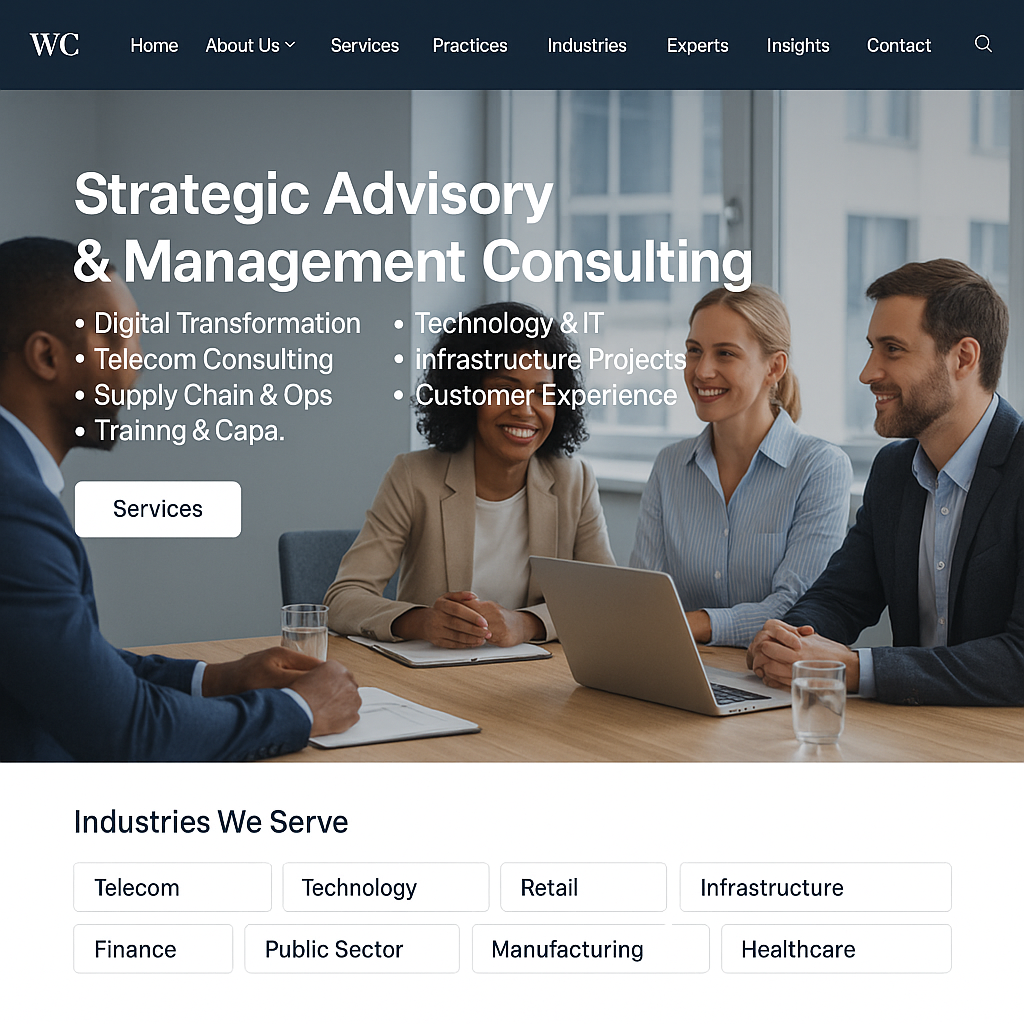 WC Home About Us Services Practices Industries Experts Insights Contact
Strategic Advisory
& Management Consulting
• Digital Transformation
• Telecom Consulting
• Supply Chain & Ops
• Trainng & Capa.
• Technology & IT
• infrastructure Projects
• Customer Experience
Services
Industries We Serve
Telecom Technology Retail Infrastructure
Finance Public Sector Manufacturing Healthcare